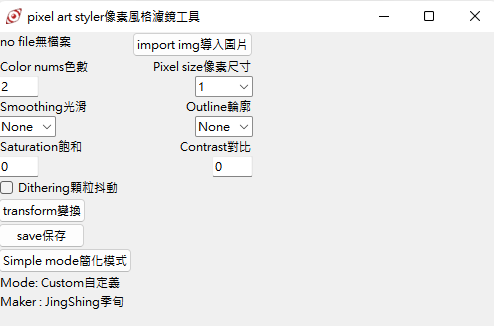 pixel art styler像素風格濾鏡工具
no file無檔案
import img導入圖片
Color nums色數
Pixel size像素尺寸
2
1
Smoothing光滑
Outline輪廓
None
None
Saturation飽和
Contrast對比
0
0
Dithering顆粒抖動
transform變換
save保存
Simple mode簡化模式
Mode: Custom自定義
Maker : JingShing季旬